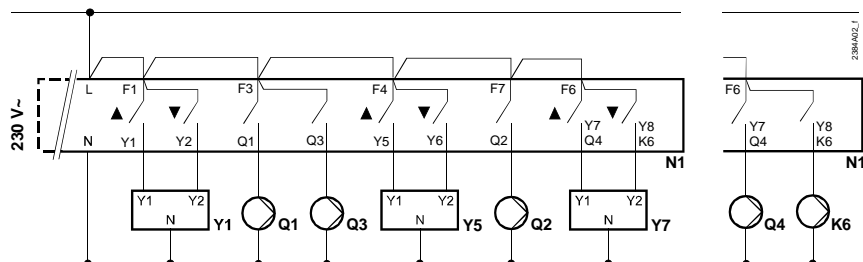 2384A02_f
230 V~
L F1 F3 F4 F7 F6 F6
Y7 Y8 Y7 Y8
N Y1 Y2 Q1 Q3 Y5 Y6 Q2 Q4 K6 Q4 K6
N1 N1
Y1 Y2 Y1 Y2 Y1 Y2
N Y1 Q1 Q3 N Y5 Q2 N Y7 Q4 K6